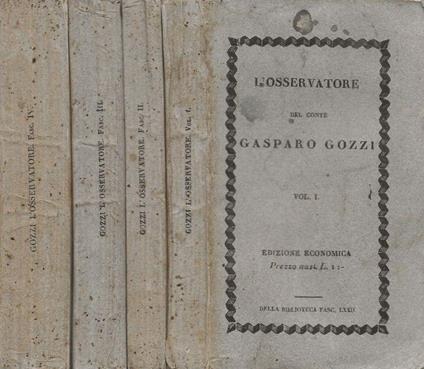 GOZZI L'OSSERVATORE. Fasc. IV.
GOZZI L'OSSERVATORE. Fasc. III.
GOZZI L'OSSERVATORE. Fasc. II.
GOZZI L'OSSERVATORE. Vol. I.
L'OSSERVATORE
DEL CONTE
GASPARO GOZZI
VOL. I.
EDIZIONE ECONOMICA
Prezzo aust. L. 1:-
DELLA BIBLIOTECA FASC. LXXII